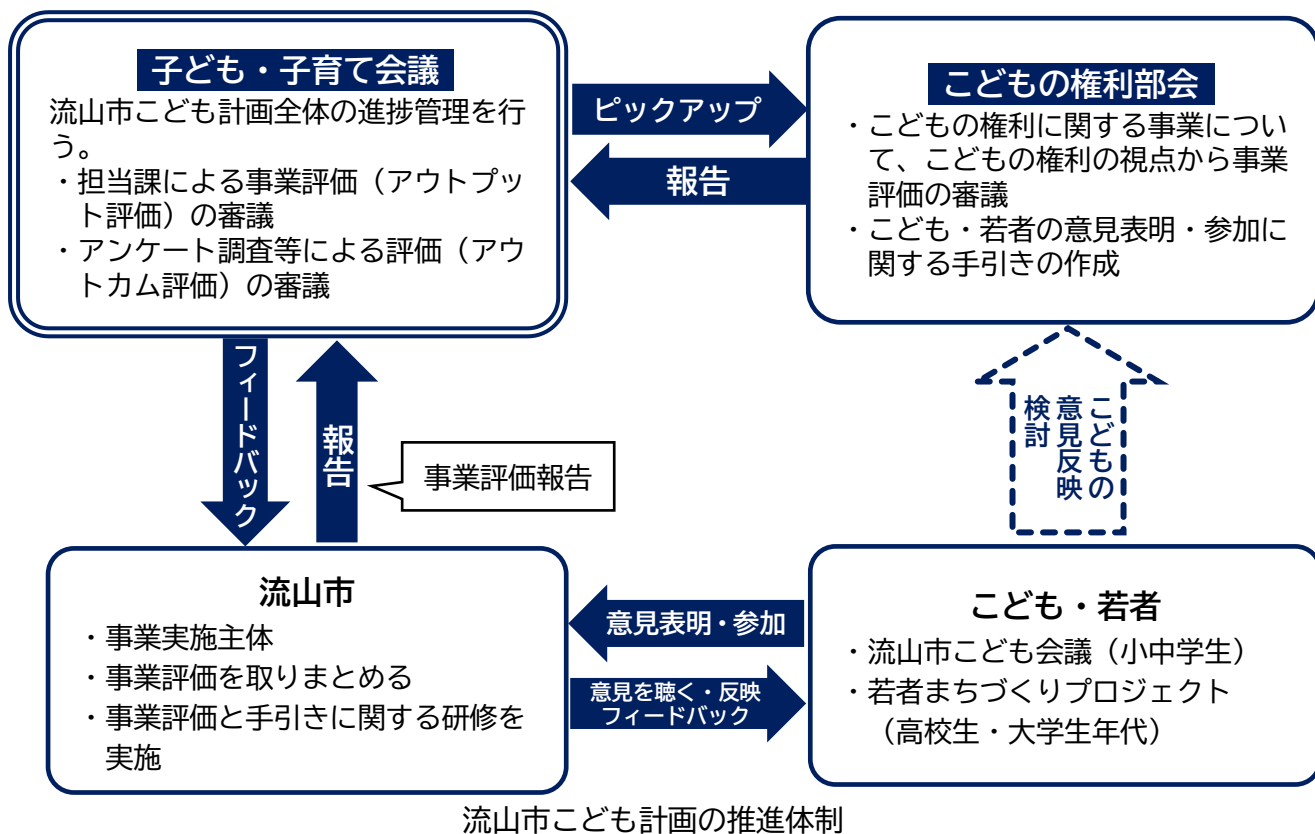 子ども・子育て会議
流山市こども計画全体の進捗管理を行
う。
・担当課による事業評価（アウトプッ
ト評価）の審議
・アンケート調査等による評価（アウ
トカム評価）の審議
ピックアップ
報告
こどもの権利部会
・こどもの権利に関する事業につい
て、こどもの権利の視点から事業
評価の審議
・こども・若者の意見表明・参加に
関する手引きの作成
フィードバック
報告
事業評価報告
こどもの
意見反映
検討
流山市
・事業実施主体
・事業評価を取りまとめる
・事業評価と手引きに関する研修を
実施
意見表明・参加
意見を聴く・反映
フィードバック
こども・若者
・流山市こども会議（小中学生）
・若者まちづくりプロジェクト
（高校生・大学生年代）
流山市こども計画の推進体制